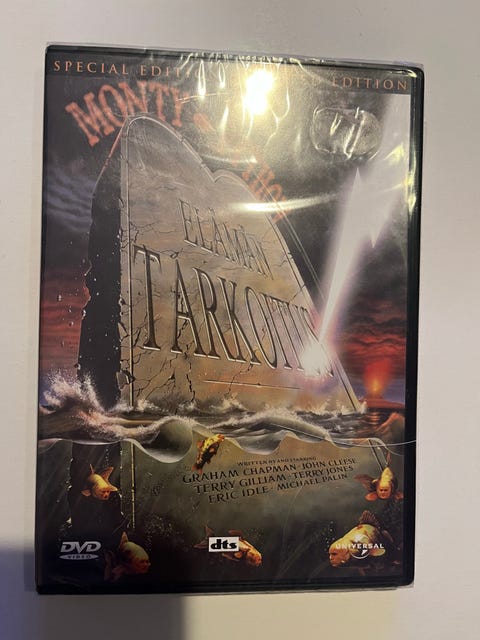 SPECIAL EDITION
EDITION
MONTY
ELÄMÄN
TARKOITUS
WRITTEN BY AND STARRING
GRAHAM CHAPMAN · JOHN CLEESE
TERRY GILLIAM · TERRY JONES
ERIC IDLE · MICHAEL PALIN
DVD
VIDEO
dts
UNIVERSAL